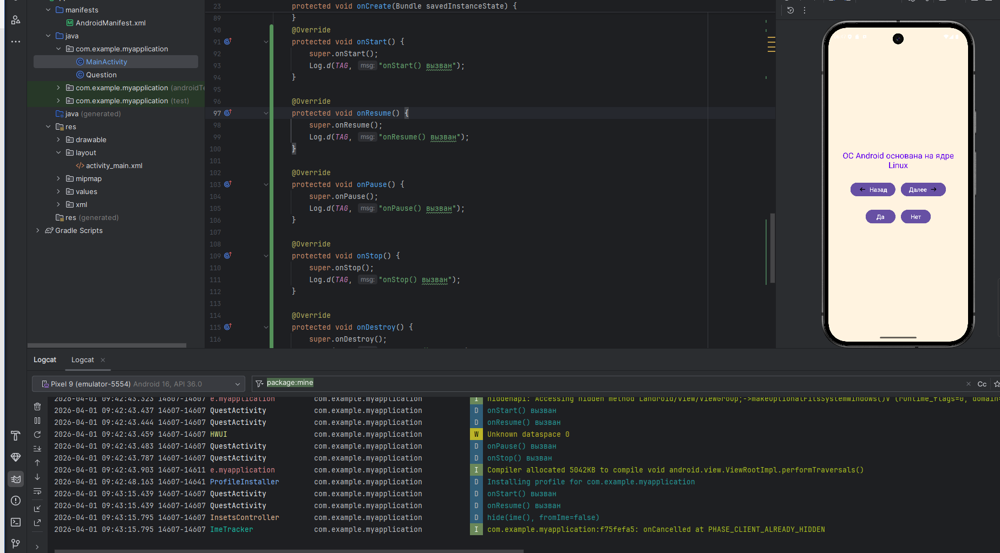 manifests
AndroidManifest.xml
java
com.example.myapplication
MainActivity
Question
com.example.myapplication (androidTe
com.example.myapplication (test)
java (generated)
res
drawable
layout
activity_main.xml
mipmap
values
xml
res (generated)
Gradle Scripts
23 protected void onCreate(Bundle savedInstanceState) {
89 }
90 @Override
91 protected void onStart() {
92 super.onStart();
93 Log.d(TAG, msg: "onStart() вызван");
94 }
95
96 @Override
97 protected void onResume() {
98 super.onResume();
99 Log.d(TAG, msg: "onResume() вызван");
100 }
101
102 @Override
103 protected void onPause() {
104 super.onPause();
105 Log.d(TAG, msg: "onPause() вызван");
106 }
107
108 @Override
109 protected void onStop() {
110 super.onStop();
111 Log.d(TAG, msg: "onStop() вызван");
112 }
113
114 @Override
115 protected void onDestroy() {
116 super.onDestroy();
ОС Android основана на ядре
Linux
Назад Далее
Да Нет
Logcat Logcat
Pixel 9 (emulator-5554) Android 16, API 36.0 package:mine Cc
2026-04-01 09:42:43.323 14607-14607 e.myapplication com.example.myapplication I hiddenapi: Accessing hidden method Landroid/view/ViewGroup;->makeOptionalFitsSystemWindows()V (runtime_flags=0, domain=
2026-04-01 09:42:43.437 14607-14607 QuestActivity com.example.myapplication D onStart() вызван
2026-04-01 09:42:43.444 14607-14607 QuestActivity com.example.myapplication D onResume() вызван
2026-04-01 09:42:43.459 14607-14607 HWUI com.example.myapplication W Unknown dataspace 0
2026-04-01 09:42:43.483 14607-14607 QuestActivity com.example.myapplication D onPause() вызван
2026-04-01 09:42:43.787 14607-14607 QuestActivity com.example.myapplication D onStop() вызван
2026-04-01 09:42:43.903 14607-14611 e.myapplication com.example.myapplication I Compiler allocated 5042KB to compile void android.view.ViewRootImpl.performTraversals()
2026-04-01 09:42:48.163 14607-14641 ProfileInstaller com.example.myapplication D Installing profile for com.example.myapplication
2026-04-01 09:43:15.439 14607-14607 QuestActivity com.example.myapplication D onStart() вызван
2026-04-01 09:43:15.439 14607-14607 QuestActivity com.example.myapplication D onResume() вызван
2026-04-01 09:43:15.795 14607-14607 InsetsController com.example.myapplication D hide(ime(), fromIme=false)
2026-04-01 09:43:15.795 14607-14607 ImeTracker com.example.myapplication I com.example.myapplication:f75fefa5: onCancelled at PHASE_CLIENT_ALREADY_HIDDEN